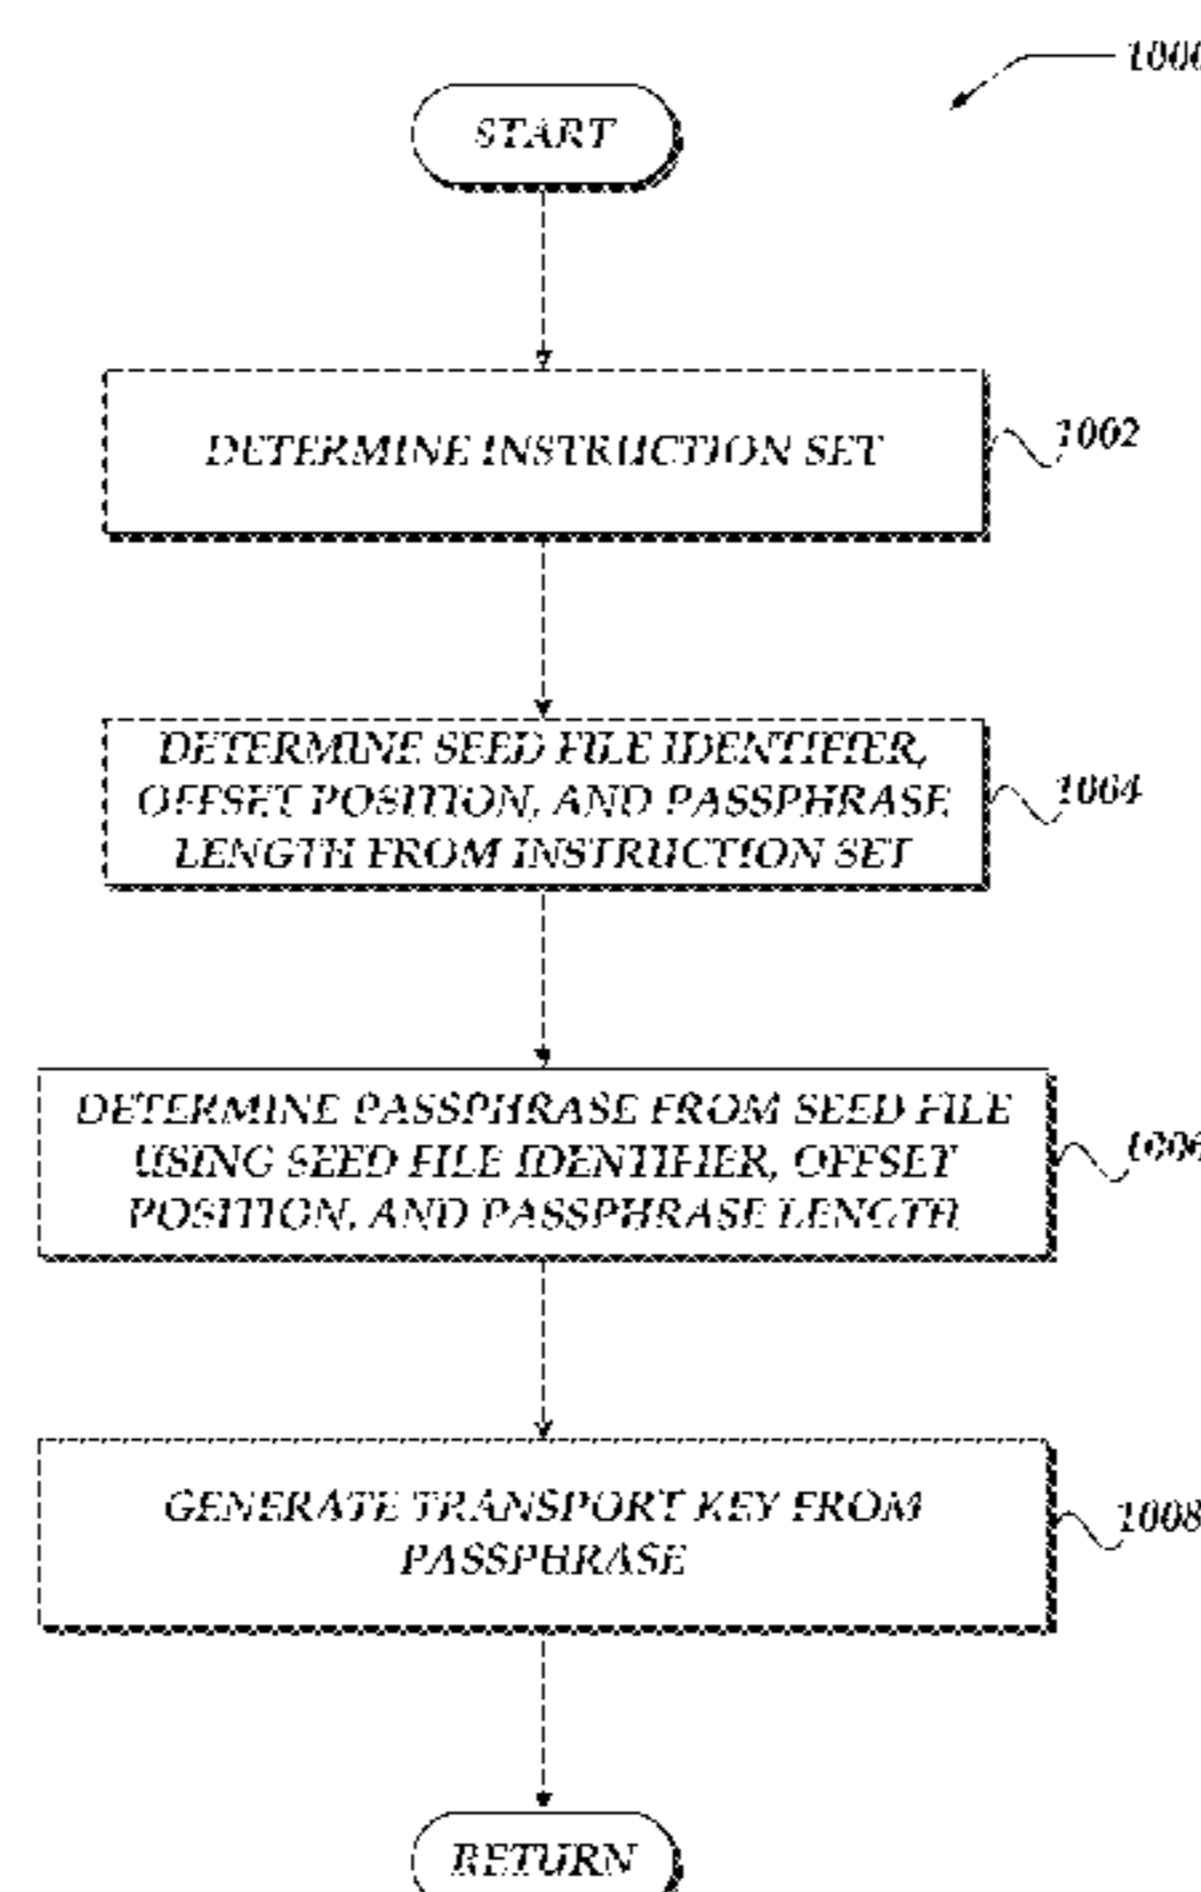 1000
START
DETERMINE INSTRUCTION SET
1002
DETERMINE SEED FILE IDENTIFIER,
OFFSET POSITION, AND PASSPHRASE
LENGTH FROM INSTRUCTION SET
1004
DETERMINE PASSPHRASE FROM SEED FILE
USING SEED FILE IDENTIFIER, OFFSET
POSITION, AND PASSPHRASE LENGTH
1006
GENERATE TRANSPORT KEY FROM
PASSPHRASE
1008
RETURN